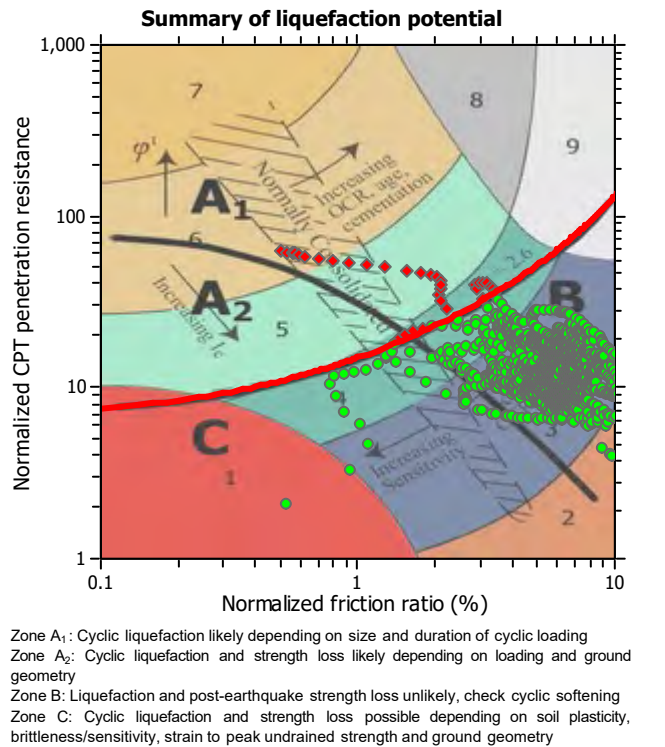 Summary of liquefaction potential
1,000
100
10
1
Normalized CPT penetration resistance
7
8
9
φ'
A1
Increasing
OCR, age,
cementation
Normally Consolidated
6
A2
Increasing Ic
5
2.6
B
4
3
C
1
Increasing
Sensitivity
2
0.1
1
10
Normalized friction ratio (%)
Zone A1: Cyclic liquefaction likely depending on size and duration of cyclic loading
Zone A2: Cyclic liquefaction and strength loss likely depending on loading and ground
geometry
Zone B: Liquefaction and post-earthquake strength loss unlikely, check cyclic softening
Zone C: Cyclic liquefaction and strength loss possible depending on soil plasticity,
brittleness/sensitivity, strain to peak undrained strength and ground geometry